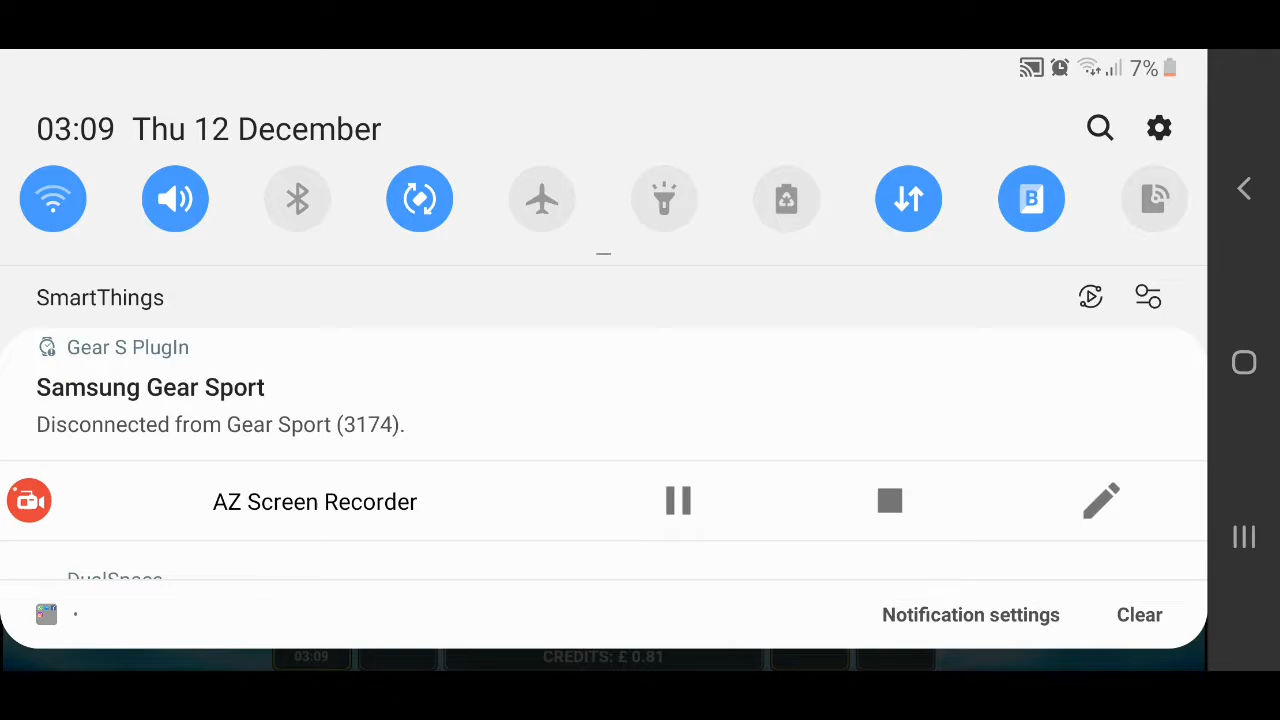 7%
03:09 Thu 12 December
B
SmartThings
Gear S PlugIn
Samsung Gear Sport
Disconnected from Gear Sport (3174).
AZ Screen Recorder
DualSpace
Notification settings Clear
03:09 CREDITS: £ 0.81